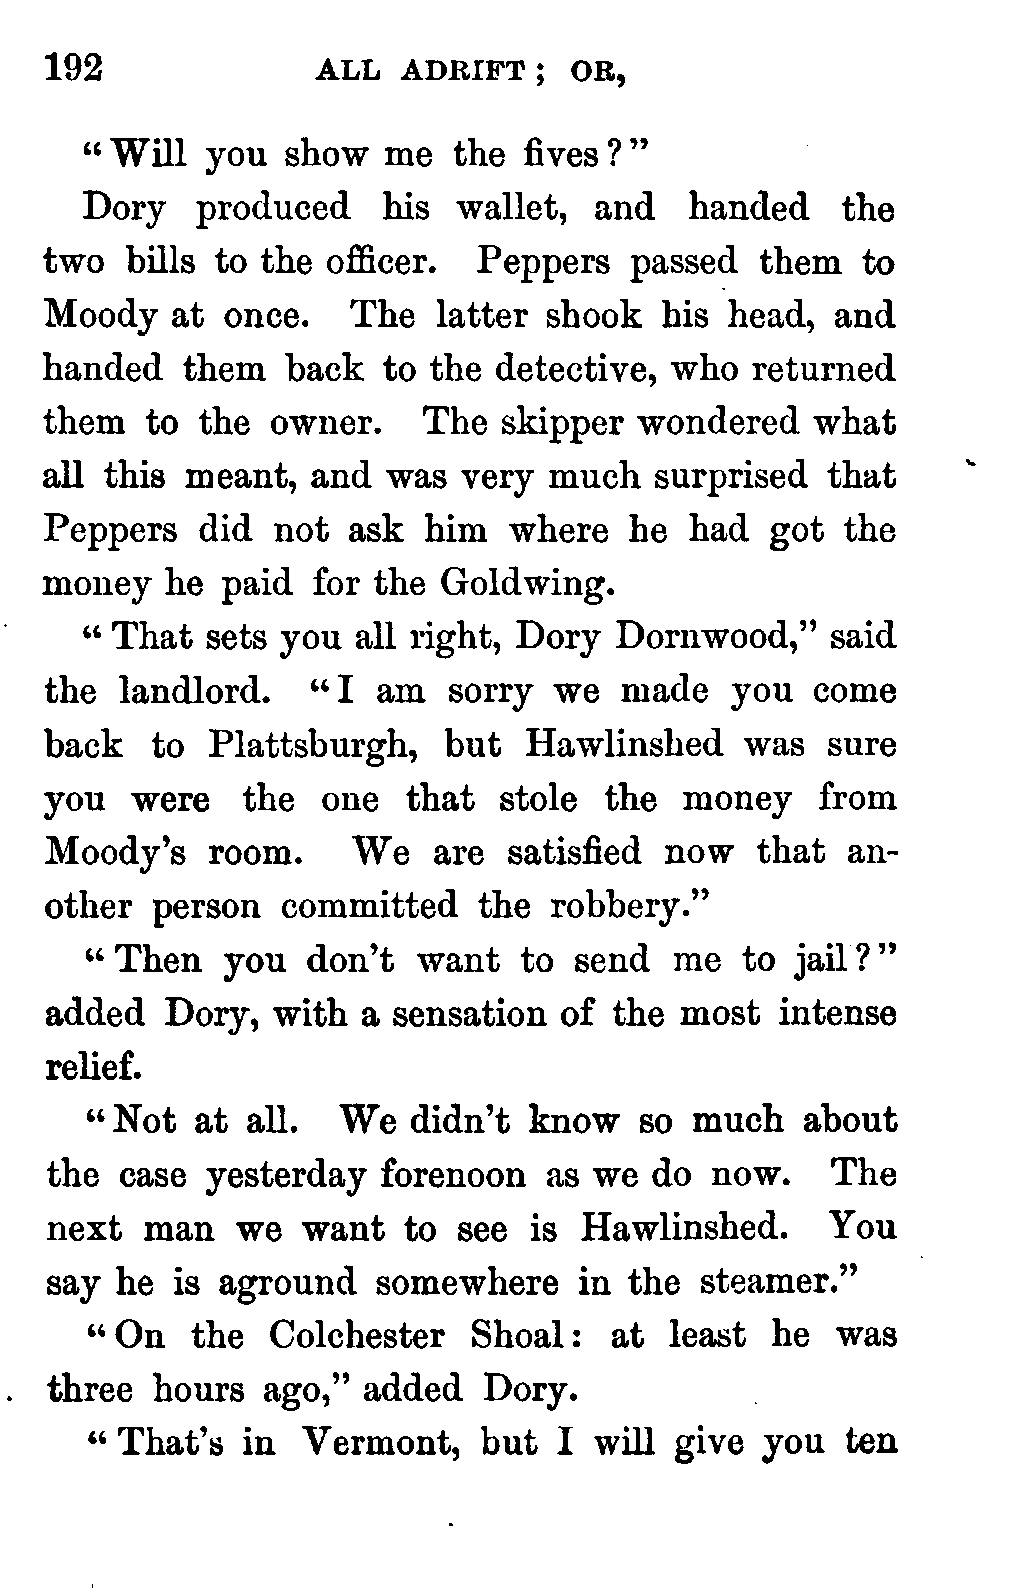 192 ALL ADRIFT; OR,
"Will you show me the fives?"
Dory produced his wallet, and handed the
two bills to the officer. Peppers passed them to
Moody at once. The latter shook his head, and
handed them back to the detective, who returned
them to the owner. The skipper wondered what
all this meant, and was very much surprised that
Peppers did not ask him where he had got the
money he paid for the Goldwing.
"That sets you all right, Dory Dornwood," said
the landlord. "I am sorry we made you come
back to Plattsburgh, but Hawlinshed was sure
you were the one that stole the money from
Moody's room. We are satisfied now that an-
other person committed the robbery."
"Then you don't want to send me to jail?"
added Dory, with a sensation of the most intense
relief.
"Not at all. We didn't know so much about
the case yesterday forenoon as we do now. The
next man we want to see is Hawlinshed. You
say he is aground somewhere in the steamer."
"On the Colchester Shoal: at least he was
three hours ago," added Dory.
"That's in Vermont, but I will give you ten